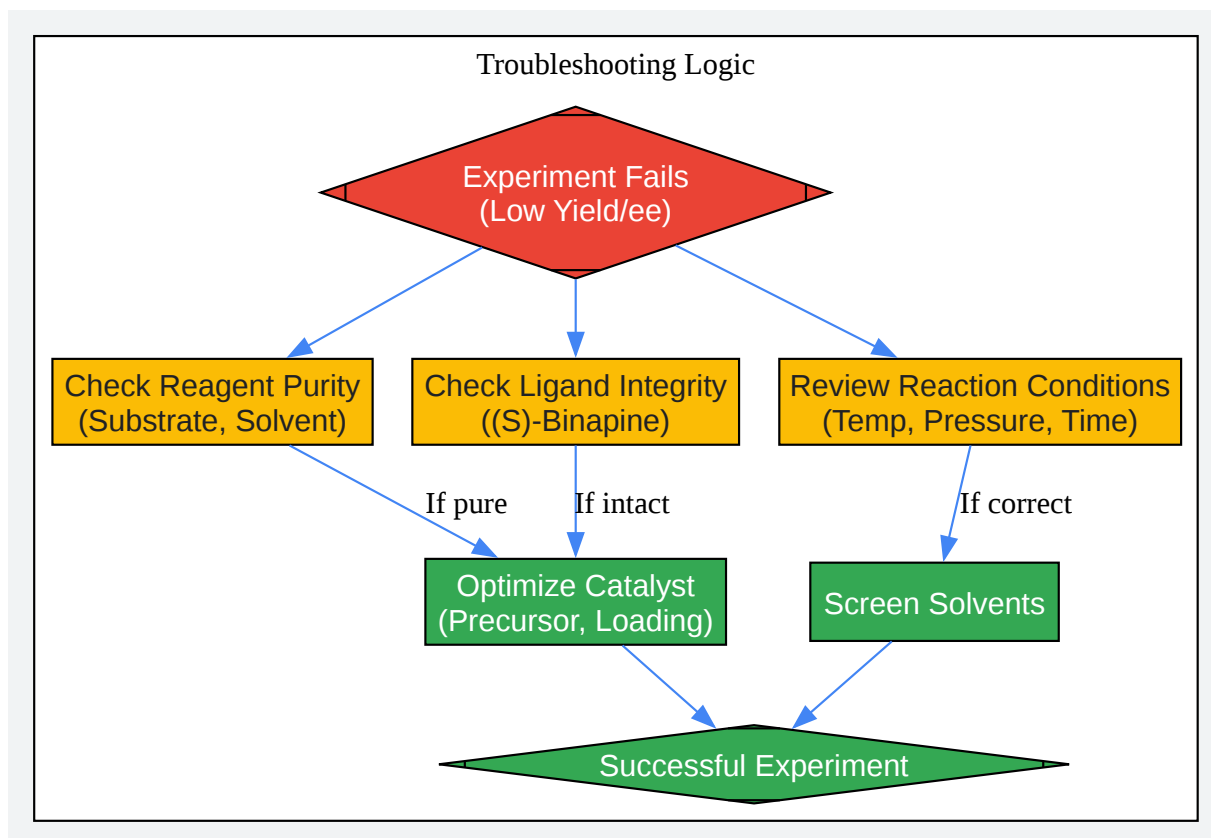 Troubleshooting Logic
Experiment Fails
(Low Yield/ee)
Check Reagent Purity
(Substrate, Solvent)
Check Ligand Integrity
((S)-Binapine)
Review Reaction Conditions
(Temp, Pressure, Time)
If pure
If intact
If correct
Optimize Catalyst
(Precursor, Loading)
Screen Solvents
Successful Experiment